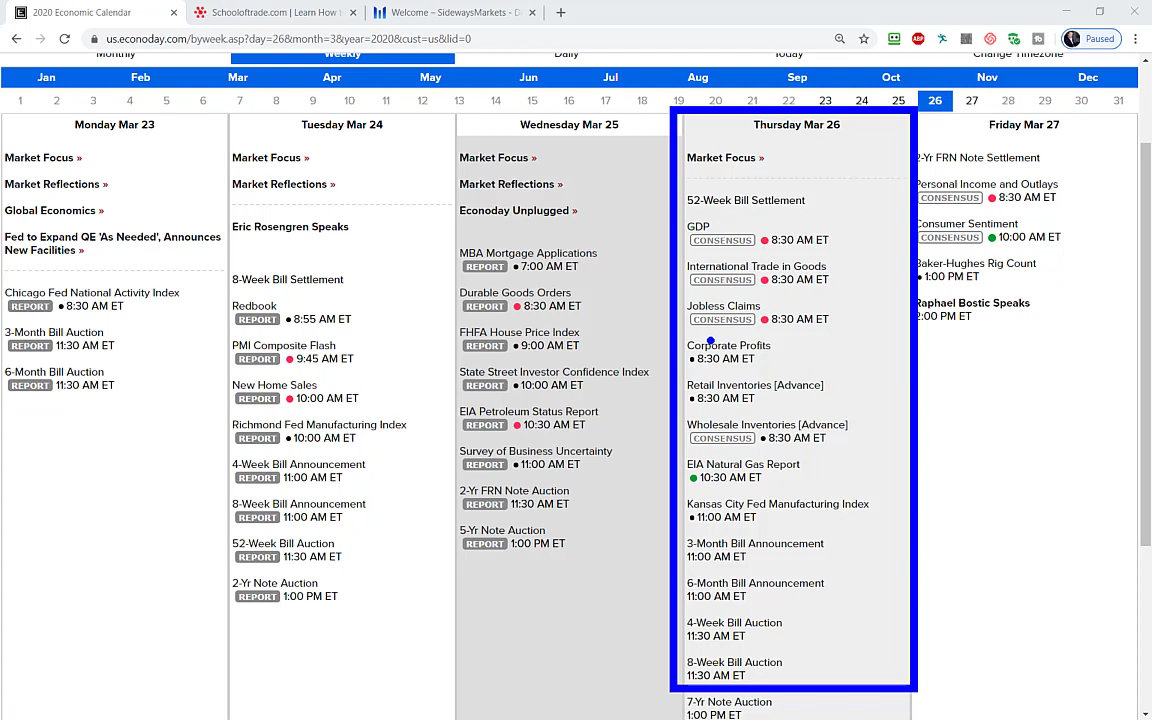 2020 Economic Calendar
Schooloftrade.com | Learn How t
Welcome – SidewaysMarkets - D
us.econoday.com/byweek.asp?day=26&month=3&year=2020&cust=us&lid=0
ABP
Paused
Monthly
Weekly
Daily
Today
Change Timezone
Jan Feb Mar Apr May Jun Jul Aug Sep Oct Nov Dec
1 2 3 4 5 6 7 8 9 10 11 12 13 14 15 16 17 18 19 20 21 22 23 24 25 26 27 28 29 30 31
Monday Mar 23
Market Focus »
Market Reflections »
Global Economics »
Fed to Expand QE 'As Needed', Announces
New Facilities »
Chicago Fed National Activity Index
REPORT 8:30 AM ET
3-Month Bill Auction
REPORT 11:30 AM ET
6-Month Bill Auction
REPORT 11:30 AM ET
Tuesday Mar 24
Market Focus »
Market Reflections »
Eric Rosengren Speaks
8-Week Bill Settlement
Redbook
REPORT 8:55 AM ET
PMI Composite Flash
REPORT 9:45 AM ET
New Home Sales
REPORT 10:00 AM ET
Richmond Fed Manufacturing Index
REPORT 10:00 AM ET
4-Week Bill Announcement
REPORT 11:00 AM ET
8-Week Bill Announcement
REPORT 11:00 AM ET
52-Week Bill Auction
REPORT 11:30 AM ET
2-Yr Note Auction
REPORT 1:00 PM ET
Wednesday Mar 25
Market Focus »
Market Reflections »
Econoday Unplugged »
MBA Mortgage Applications
REPORT 7:00 AM ET
Durable Goods Orders
REPORT 8:30 AM ET
FHFA House Price Index
REPORT 9:00 AM ET
State Street Investor Confidence Index
REPORT 10:00 AM ET
EIA Petroleum Status Report
REPORT 10:30 AM ET
Survey of Business Uncertainty
REPORT 11:00 AM ET
2-Yr FRN Note Auction
REPORT 11:30 AM ET
5-Yr Note Auction
REPORT 1:00 PM ET
Thursday Mar 26
Market Focus »
52-Week Bill Settlement
GDP
CONSENSUS 8:30 AM ET
International Trade in Goods
CONSENSUS 8:30 AM ET
Jobless Claims
CONSENSUS 8:30 AM ET
Corporate Profits
8:30 AM ET
Retail Inventories [Advance]
8:30 AM ET
Wholesale Inventories [Advance]
CONSENSUS 8:30 AM ET
EIA Natural Gas Report
10:30 AM ET
Kansas City Fed Manufacturing Index
11:00 AM ET
3-Month Bill Announcement
11:00 AM ET
6-Month Bill Announcement
11:00 AM ET
4-Week Bill Auction
11:30 AM ET
8-Week Bill Auction
11:30 AM ET
7-Yr Note Auction
1:00 PM ET
Friday Mar 27
2-Yr FRN Note Settlement
Personal Income and Outlays
CONSENSUS 8:30 AM ET
Consumer Sentiment
CONSENSUS 10:00 AM ET
Baker-Hughes Rig Count
1:00 PM ET
Raphael Bostic Speaks
2:00 PM ET